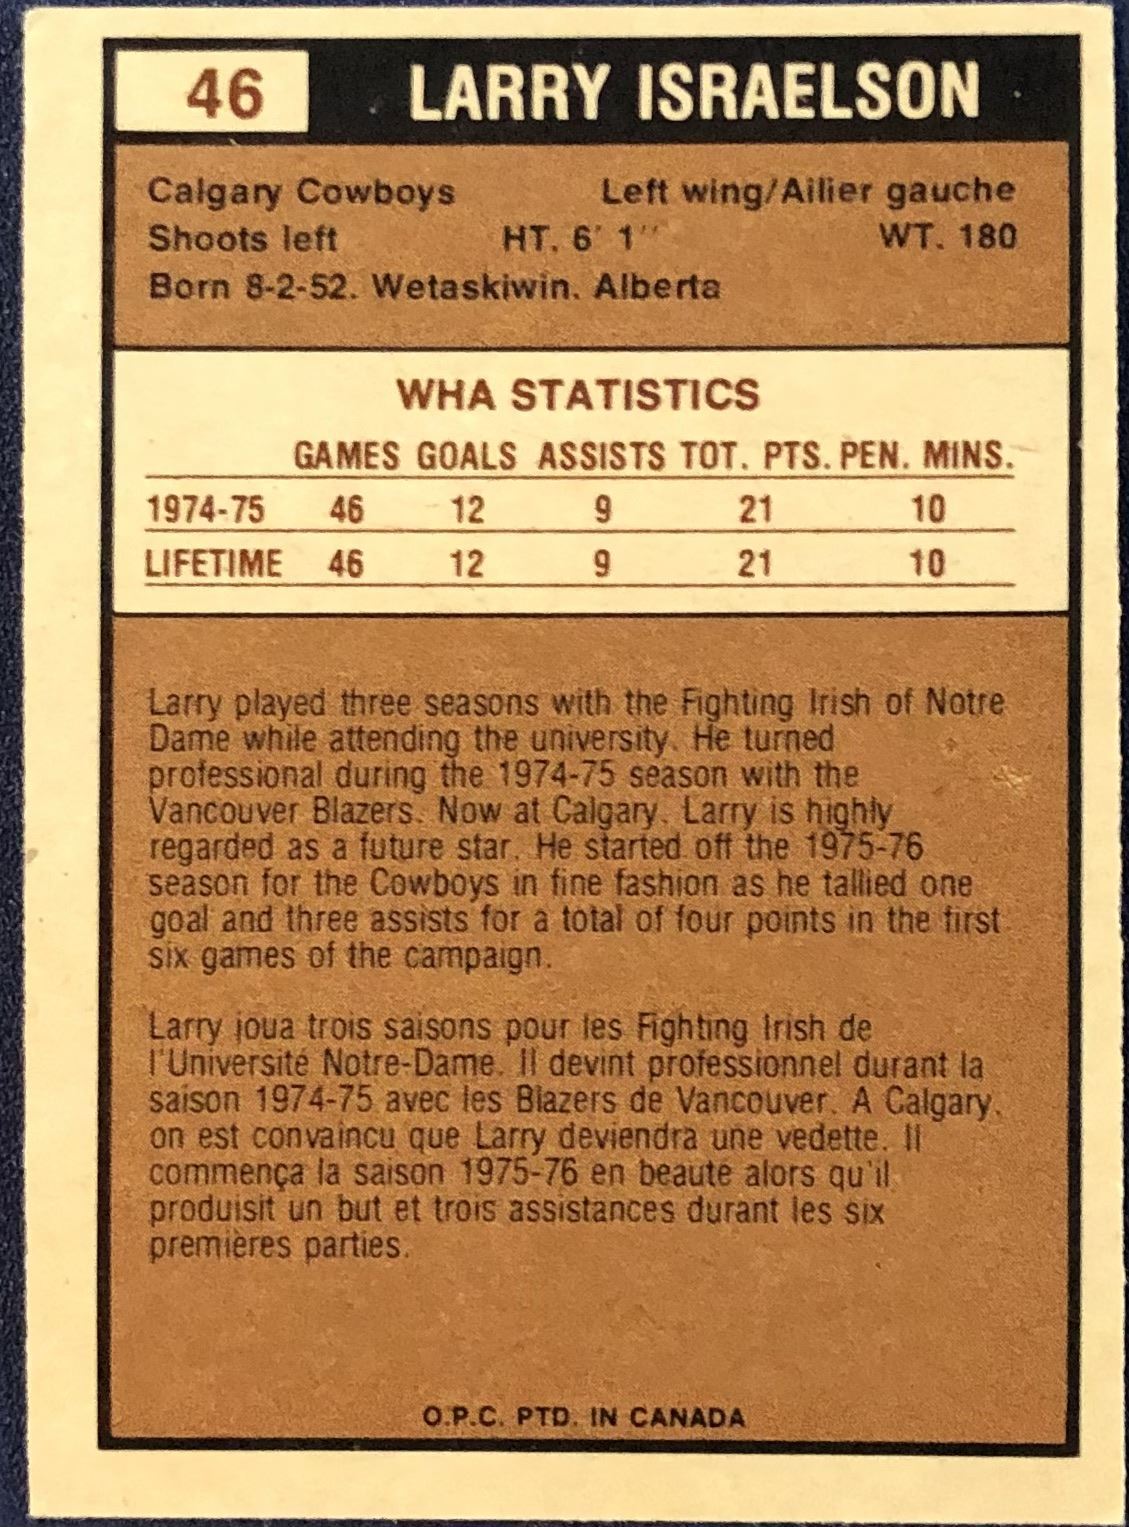 46 LARRY ISRAELSON
Calgary Cowboys Left wing/Ailier gauche
Shoots left HT. 6' 1'' WT. 180
Born 8-2-52. Wetaskiwin. Alberta
WHA STATISTICS
GAMES GOALS ASSISTS TOT. PTS. PEN. MINS.
1974-75 46 12 9 21 10
LIFETIME 46 12 9 21 10
Larry played three seasons with the Fighting Irish of Notre
Dame while attending the university. He turned
professional during the 1974-75 season with the
Vancouver Blazers. Now at Calgary, Larry is highly
regarded as a future star. He started off the 1975-76
season for the Cowboys in fine fashion as he tallied one
goal and three assists for a total of four points in the first
six games of the campaign.
Larry joua trois saisons pour les Fighting Irish de
l'Université Notre-Dame. Il devint professionnel durant la
saison 1974-75 avec les Blazers de Vancouver. A Calgary,
on est convaincu que Larry deviendra une vedette. Il
commença la saison 1975-76 en beauté alors qu'il
produisit un but et trois assistances durant les six
premières parties.
O.P.C. PTD. IN CANADA